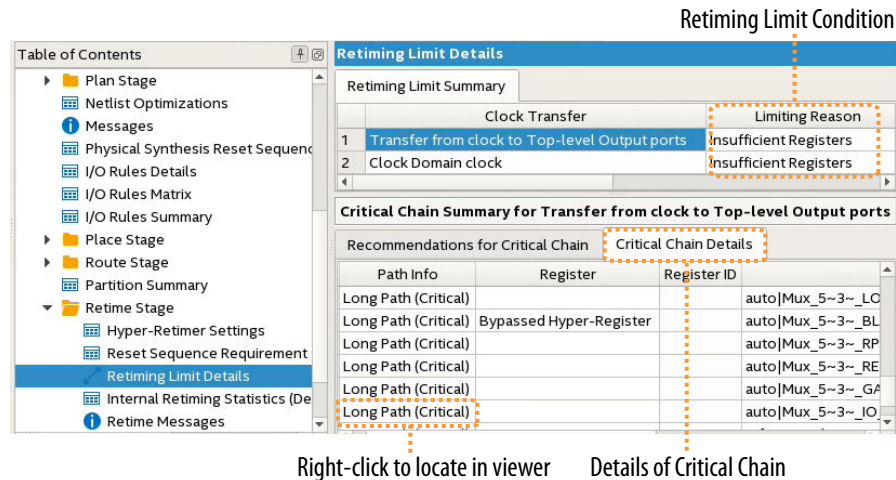 Retiming Limit Condition
Table of Contents
Plan Stage
Netlist Optimizations
Messages
Physical Synthesis Reset Sequenc
I/O Rules Details
I/O Rules Matrix
I/O Rules Summary
Place Stage
Route Stage
Partition Summary
Retime Stage
Hyper-Retimer Settings
Reset Sequence Requirement
Retiming Limit Details
Internal Retiming Statistics (De
Retime Messages
Retiming Limit Details
Retiming Limit Summary
Clock Transfer Limiting Reason
1 Transfer from clock to Top-level Output ports Insufficient Registers
2 Clock Domain clock Insufficient Registers
Critical Chain Summary for Transfer from clock to Top-level Output ports
Recommendations for Critical Chain Critical Chain Details
Path Info Register Register ID
Long Path (Critical) auto|Mux_5~3~_LO
Long Path (Critical) Bypassed Hyper-Register auto|Mux_5~3~_BL
Long Path (Critical) auto|Mux_5~3~_RP
Long Path (Critical) auto|Mux_5~3~_RE
Long Path (Critical) auto|Mux_5~3~_GA
Long Path (Critical) auto|Mux_5~3~_IO_
Right-click to locate in viewer
Details of Critical Chain